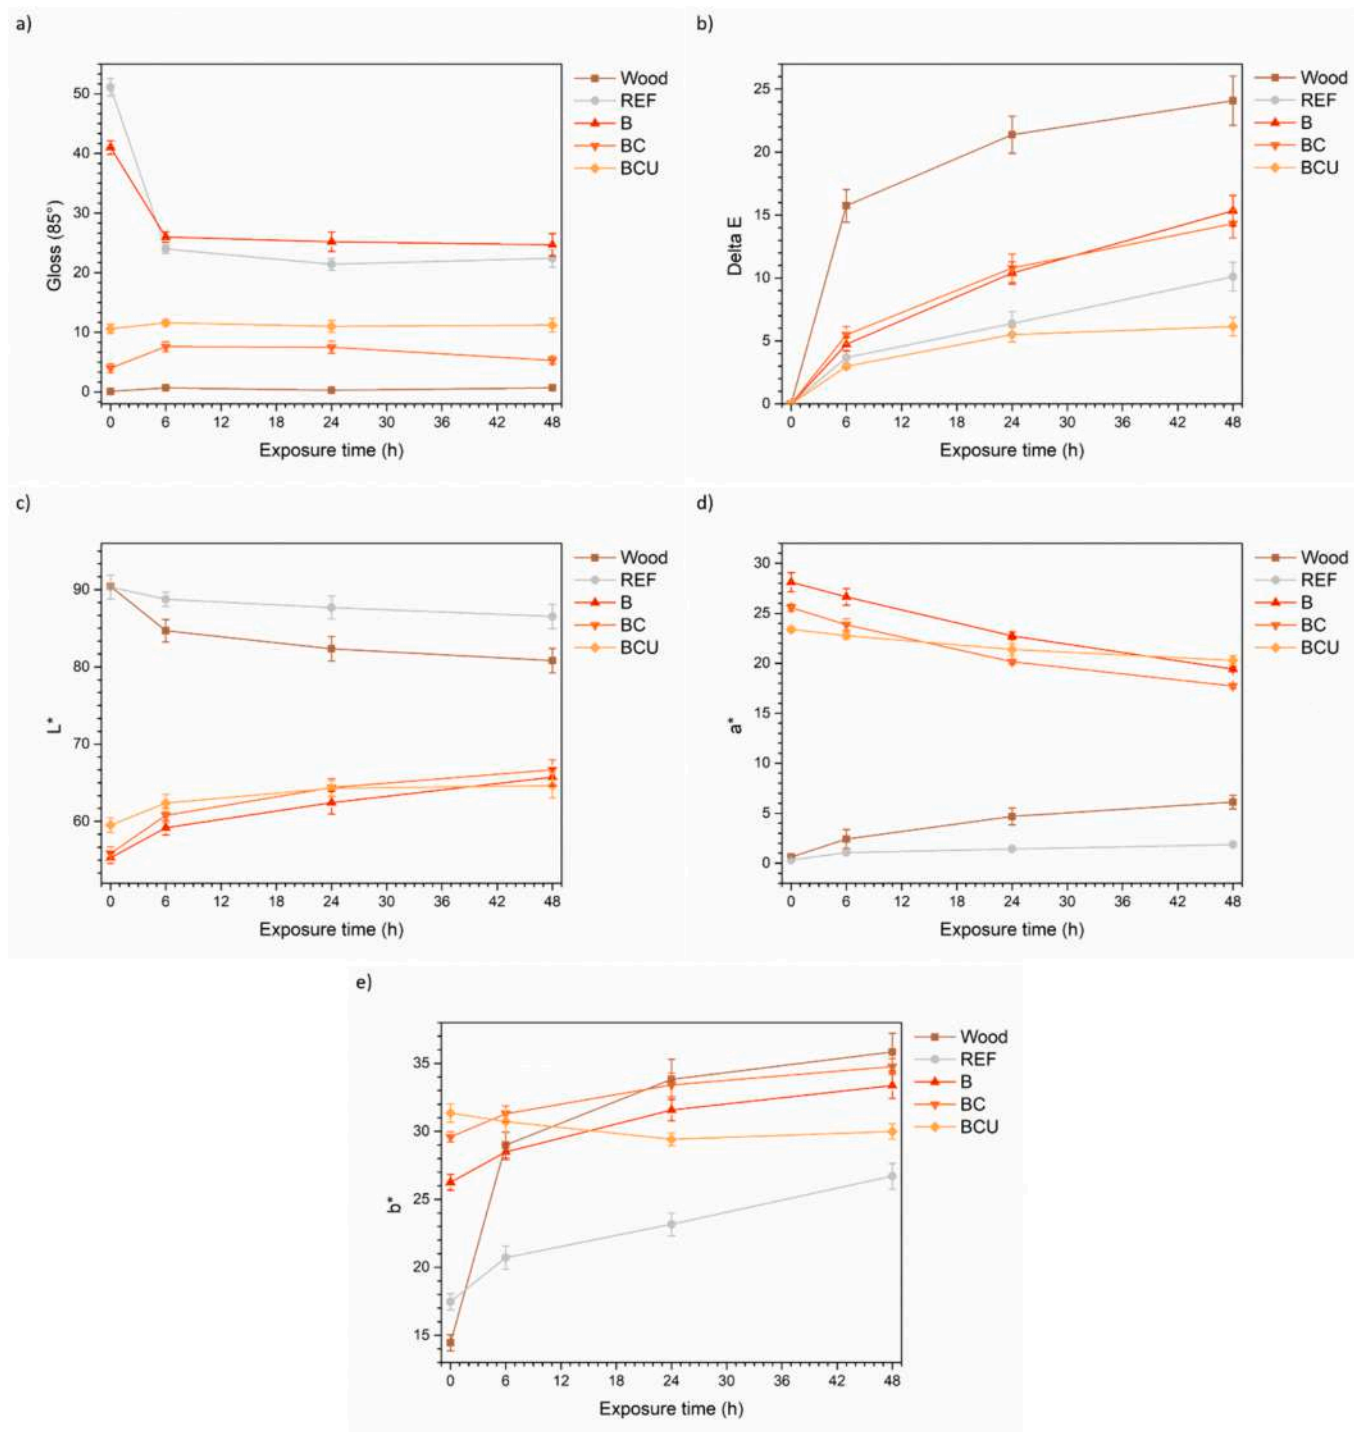 a)
Gloss (85°)
50
40
30
20
10
0
0 6 12 18 24 30 36 42 48
Exposure time (h)
Wood
REF
B
BC
BCU
b)
Delta E
25
20
15
10
5
0
0 6 12 18 24 30 36 42 48
Exposure time (h)
Wood
REF
B
BC
BCU
c)
L*
90
80
70
60
0 6 12 18 24 30 36 42 48
Exposure time (h)
Wood
REF
B
BC
BCU
d)
a*
30
25
20
15
10
5
0
0 6 12 18 24 30 36 42 48
Exposure time (h)
Wood
REF
B
BC
BCU
e)
b*
35
30
25
20
15
0 6 12 18 24 30 36 42 48
Exposure time (h)
Wood
REF
B
BC
BCU